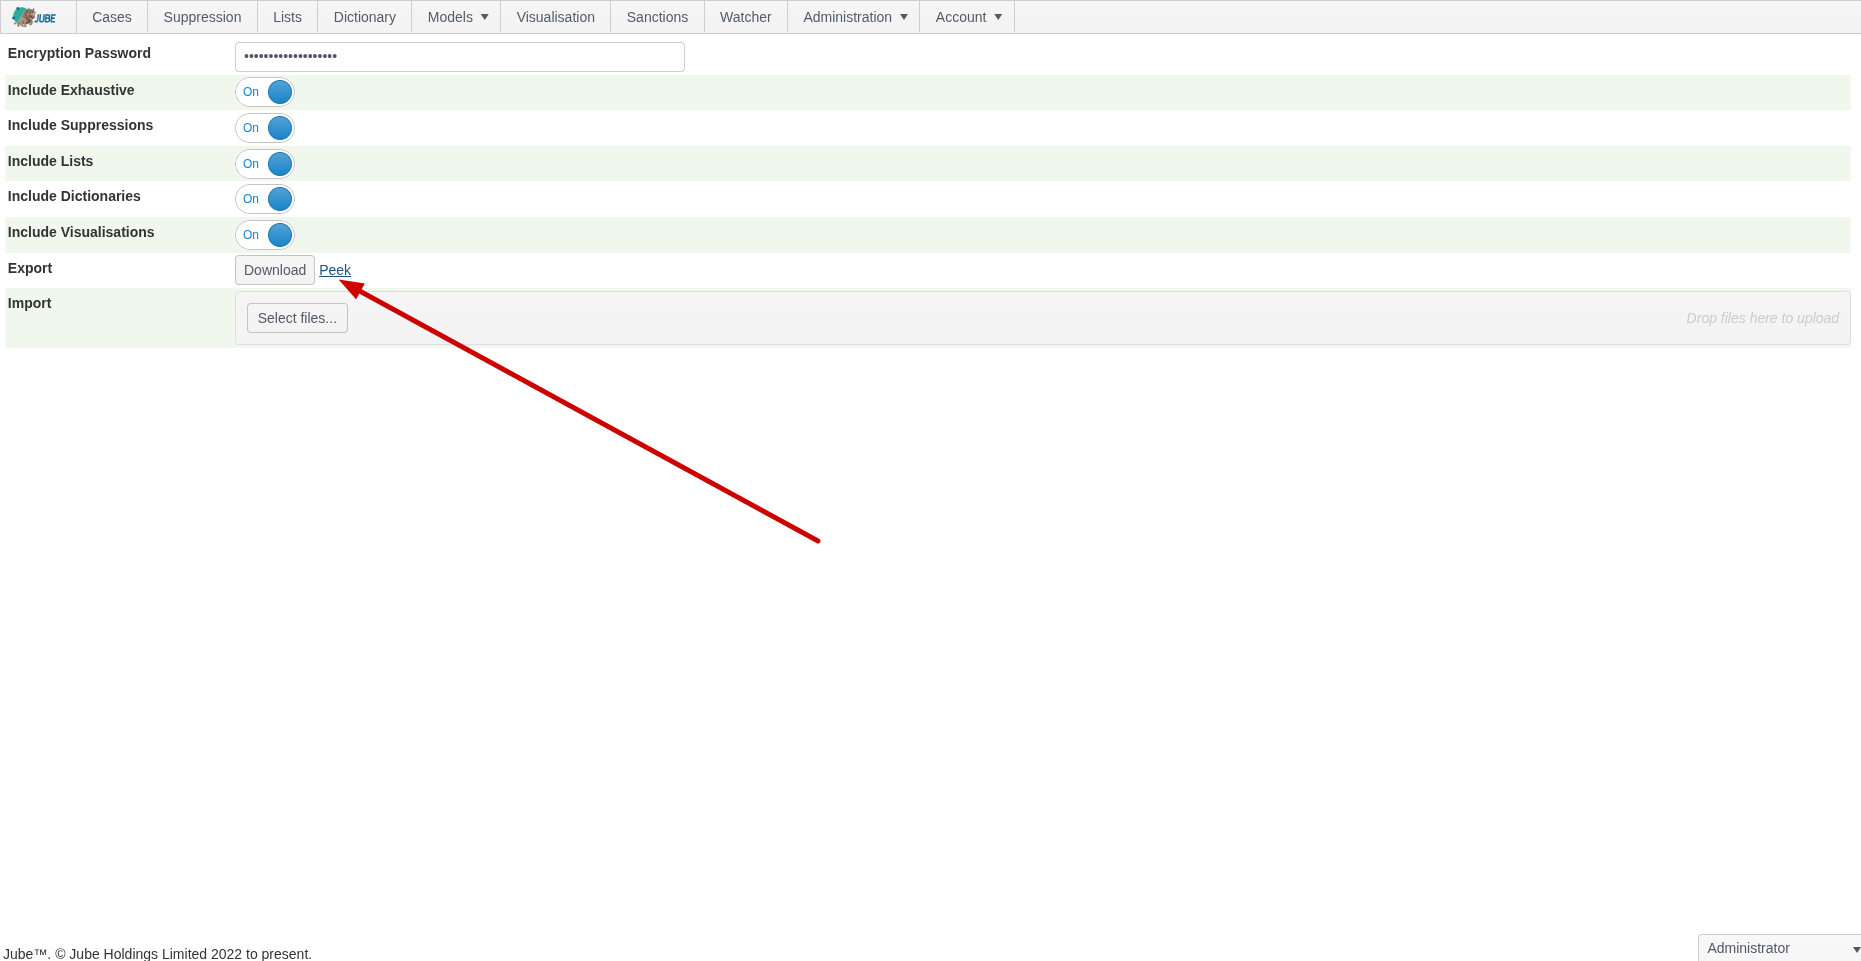 JUBE Cases Suppression Lists Dictionary Models Visualisation Sanctions Watcher Administration Account
Encryption Password •••••••••••••••••••
Include Exhaustive On
Include Suppressions On
Include Lists On
Include Dictionaries On
Include Visualisations On
Export Download Peek
Import Select files... Drop files here to upload
Jube™. © Jube Holdings Limited 2022 to present. Administrator